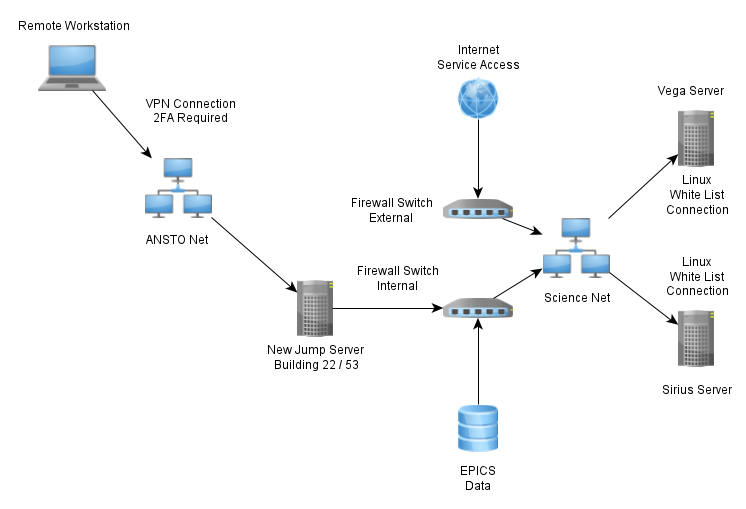 Remote Workstation
VPN Connection
2FA Required
ANSTO Net
New Jump Server
Building 22 / 53
Internet
Service Access
Firewall Switch
External
Firewall Switch
Internal
EPICS
Data
Science Net
Vega Server
Linux
White List
Connection
Linux
White List
Connection
Sirius Server